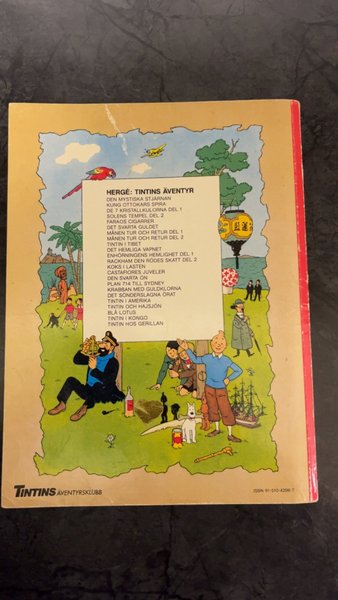 HERGÉ: TINTINS ÄVENTYR
DEN MYSTISKA STJÄRNAN
KUNG OTTOKARS SPIRA
DE 7 KRISTALLKULORNA DEL 1
SOLENS TEMPEL DEL 2
FARAOS CIGARRER
DET SVARTA GULDET
MÅNEN TUR OCH RETUR DEL 1
MÅNEN TUR OCH RETUR DEL 2
TINTIN I TIBET
DET HEMLIGA VAPNET
ENHÖRNINGENS HEMLIGHET DEL 1
RACKHAM DEN RÖDES SKATT DEL 2
KOKS I LASTEN
CASTAFIORES JUVELER
DEN SVARTA ÖN
PLAN 714 TILL SYDNEY
KRABBAN MED GULDKLORNA
DET SÖNDERSLAGNA ÖRAT
TINTIN I AMERIKA
TINTIN OCH HAJSJÖN
BLÅ LOTUS
TINTIN I KONGO
TINTIN HOS GERILLAN
TINTINS ÄVENTYRSKLUBB